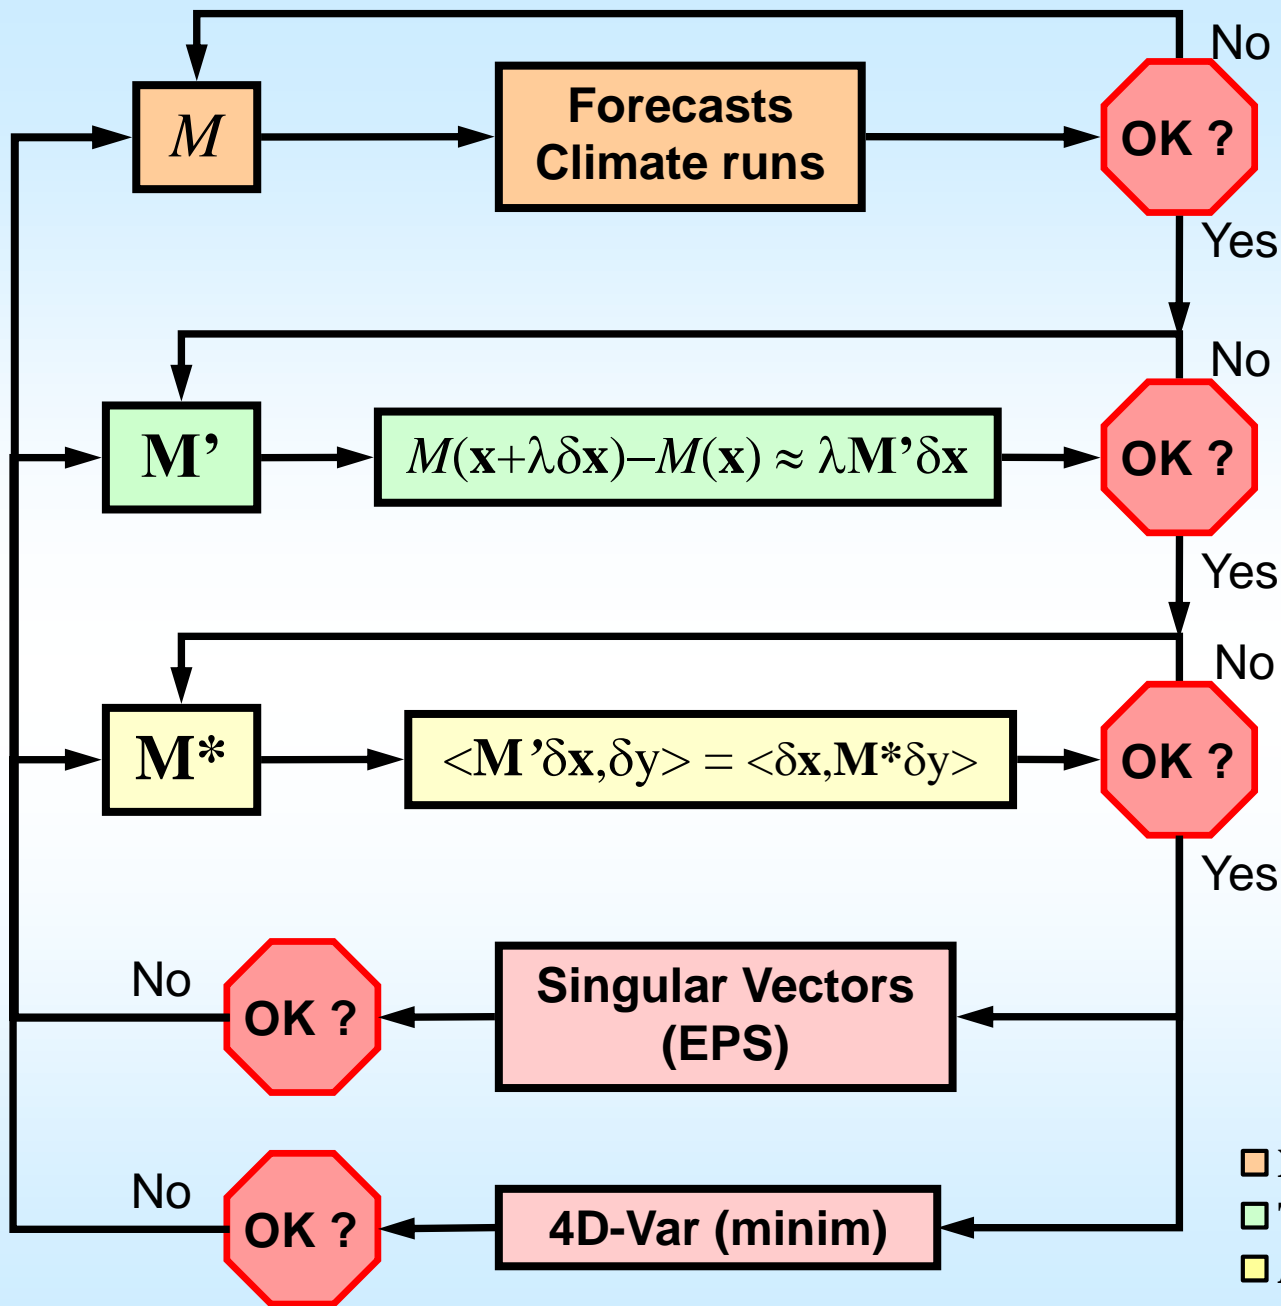 No
M
Forecasts
Climate runs
OK ?
Yes
No
M’
M(x+λδx)–M(x) ≈ λM’δx
OK ?
Yes
No
M*
<M’δx,δy> = <δx,M*δy>
OK ?
Yes
No
OK ?
Singular Vectors
(EPS)
No
OK ?
4D-Var (minim)